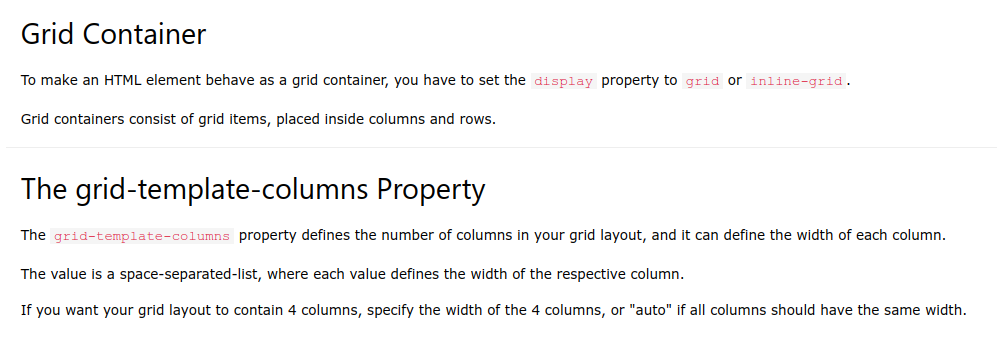 Grid Container
To make an HTML element behave as a grid container, you have to set the display property to grid or inline-grid.
Grid containers consist of grid items, placed inside columns and rows.
The grid-template-columns Property
The grid-template-columns property defines the number of columns in your grid layout, and it can define the width of each column.
The value is a space-separated-list, where each value defines the width of the respective column.
If you want your grid layout to contain 4 columns, specify the width of the 4 columns, or "auto" if all columns should have the same width.